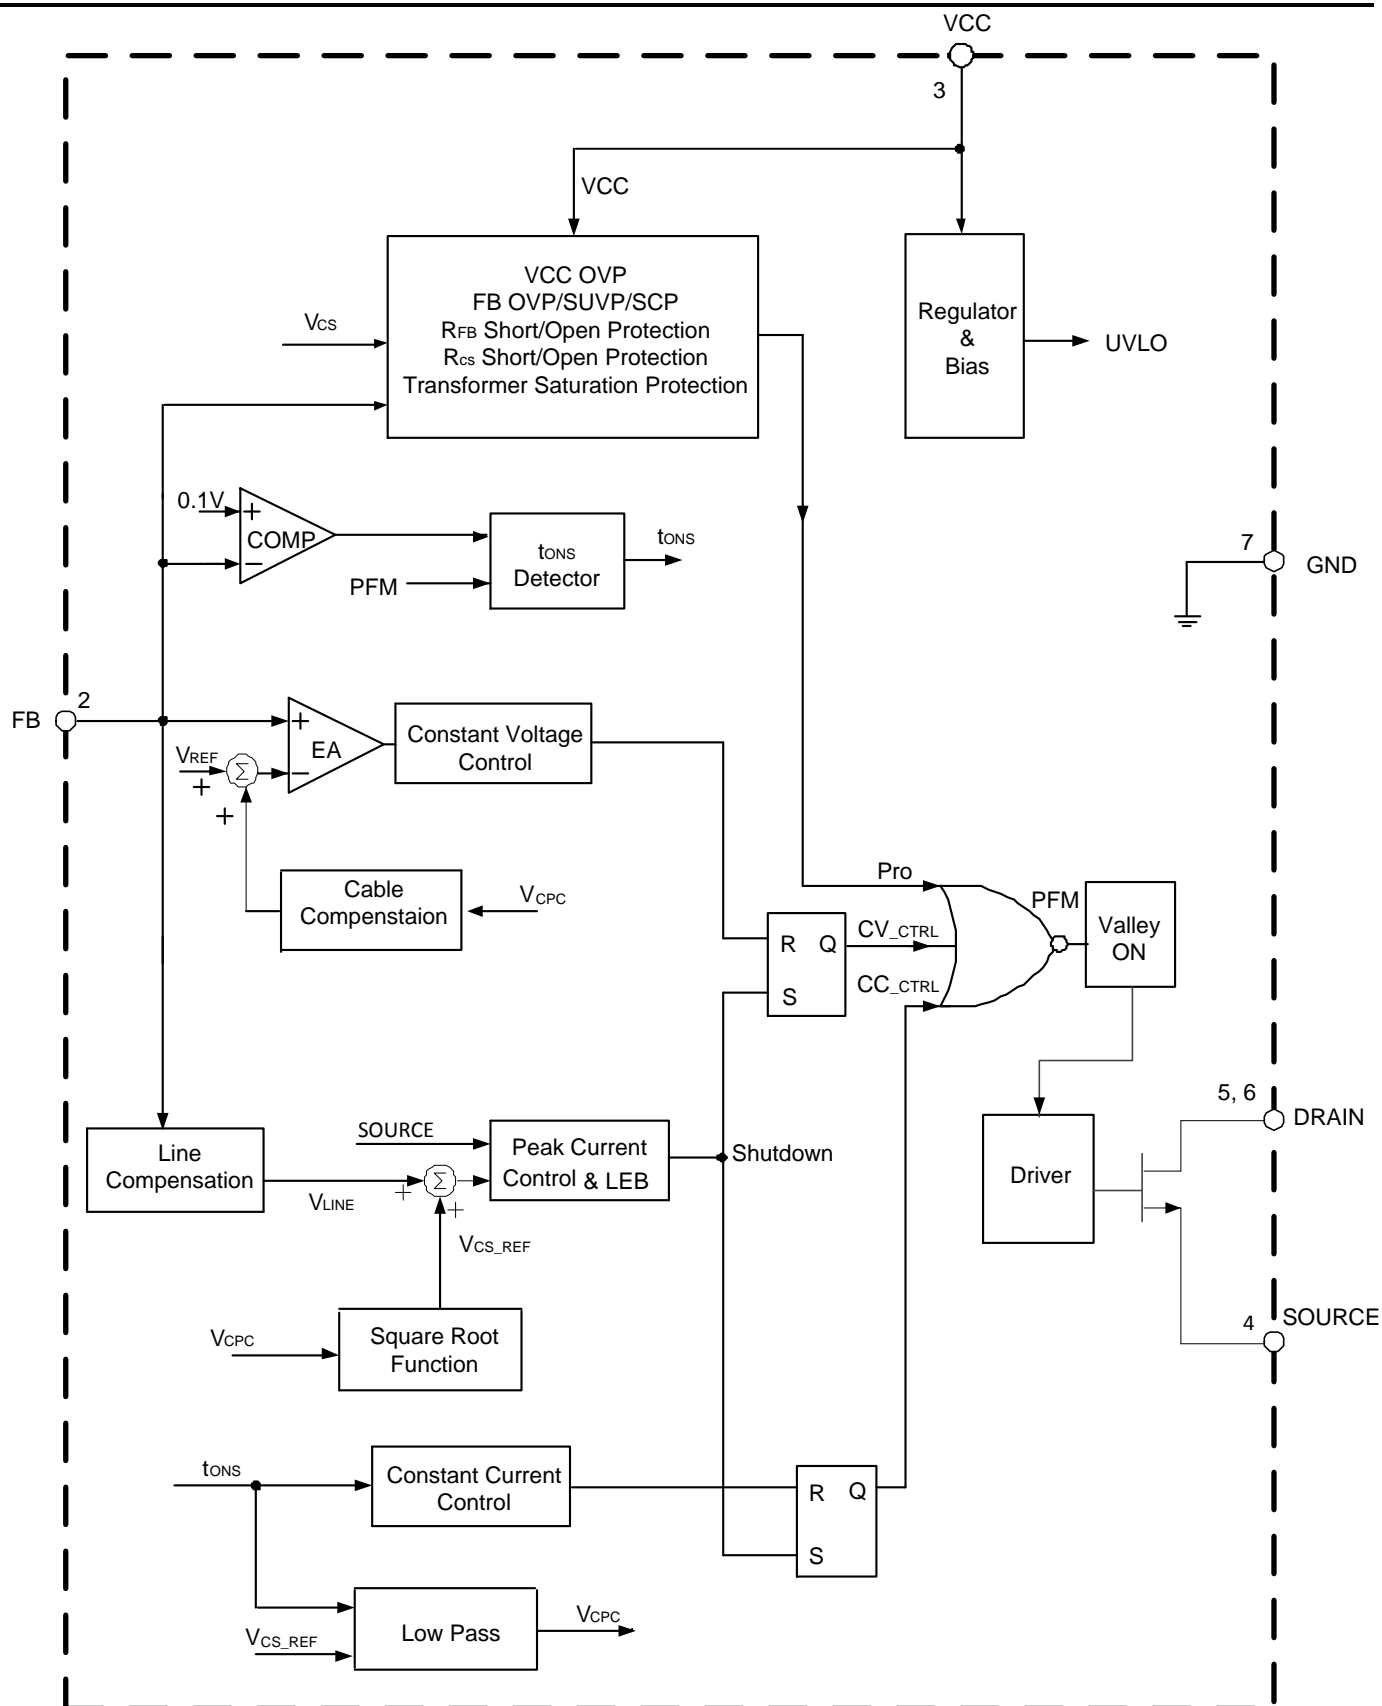 VCC
3
VCC
VCC OVP
FB OVP/SUVP/SCP
RFB Short/Open Protection
Rcs Short/Open Protection
Transformer Saturation Protection
VCS
Regulator
&
Bias
UVLO
0.1V
+
COMP
−
PFM
tONS
Detector
tONS
7
GND
2
FB
+
EA
−
VREF
Σ
+
+
Constant Voltage
Control
Cable
Compenstaion
VCPC
Pro
PFM
Valley
ON
R
Q
S
CV_CTRL
CC_CTRL
5, 6
DRAIN
Line
Compensation
VLINE
SOURCE
Σ
+
+
Peak Current
Control & LEB
Shutdown
Driver
VCS_REF
4
SOURCE
VCPC
Square Root
Function
tONS
Constant Current
Control
R
Q
S
VCS_REF
Low Pass
VCPC